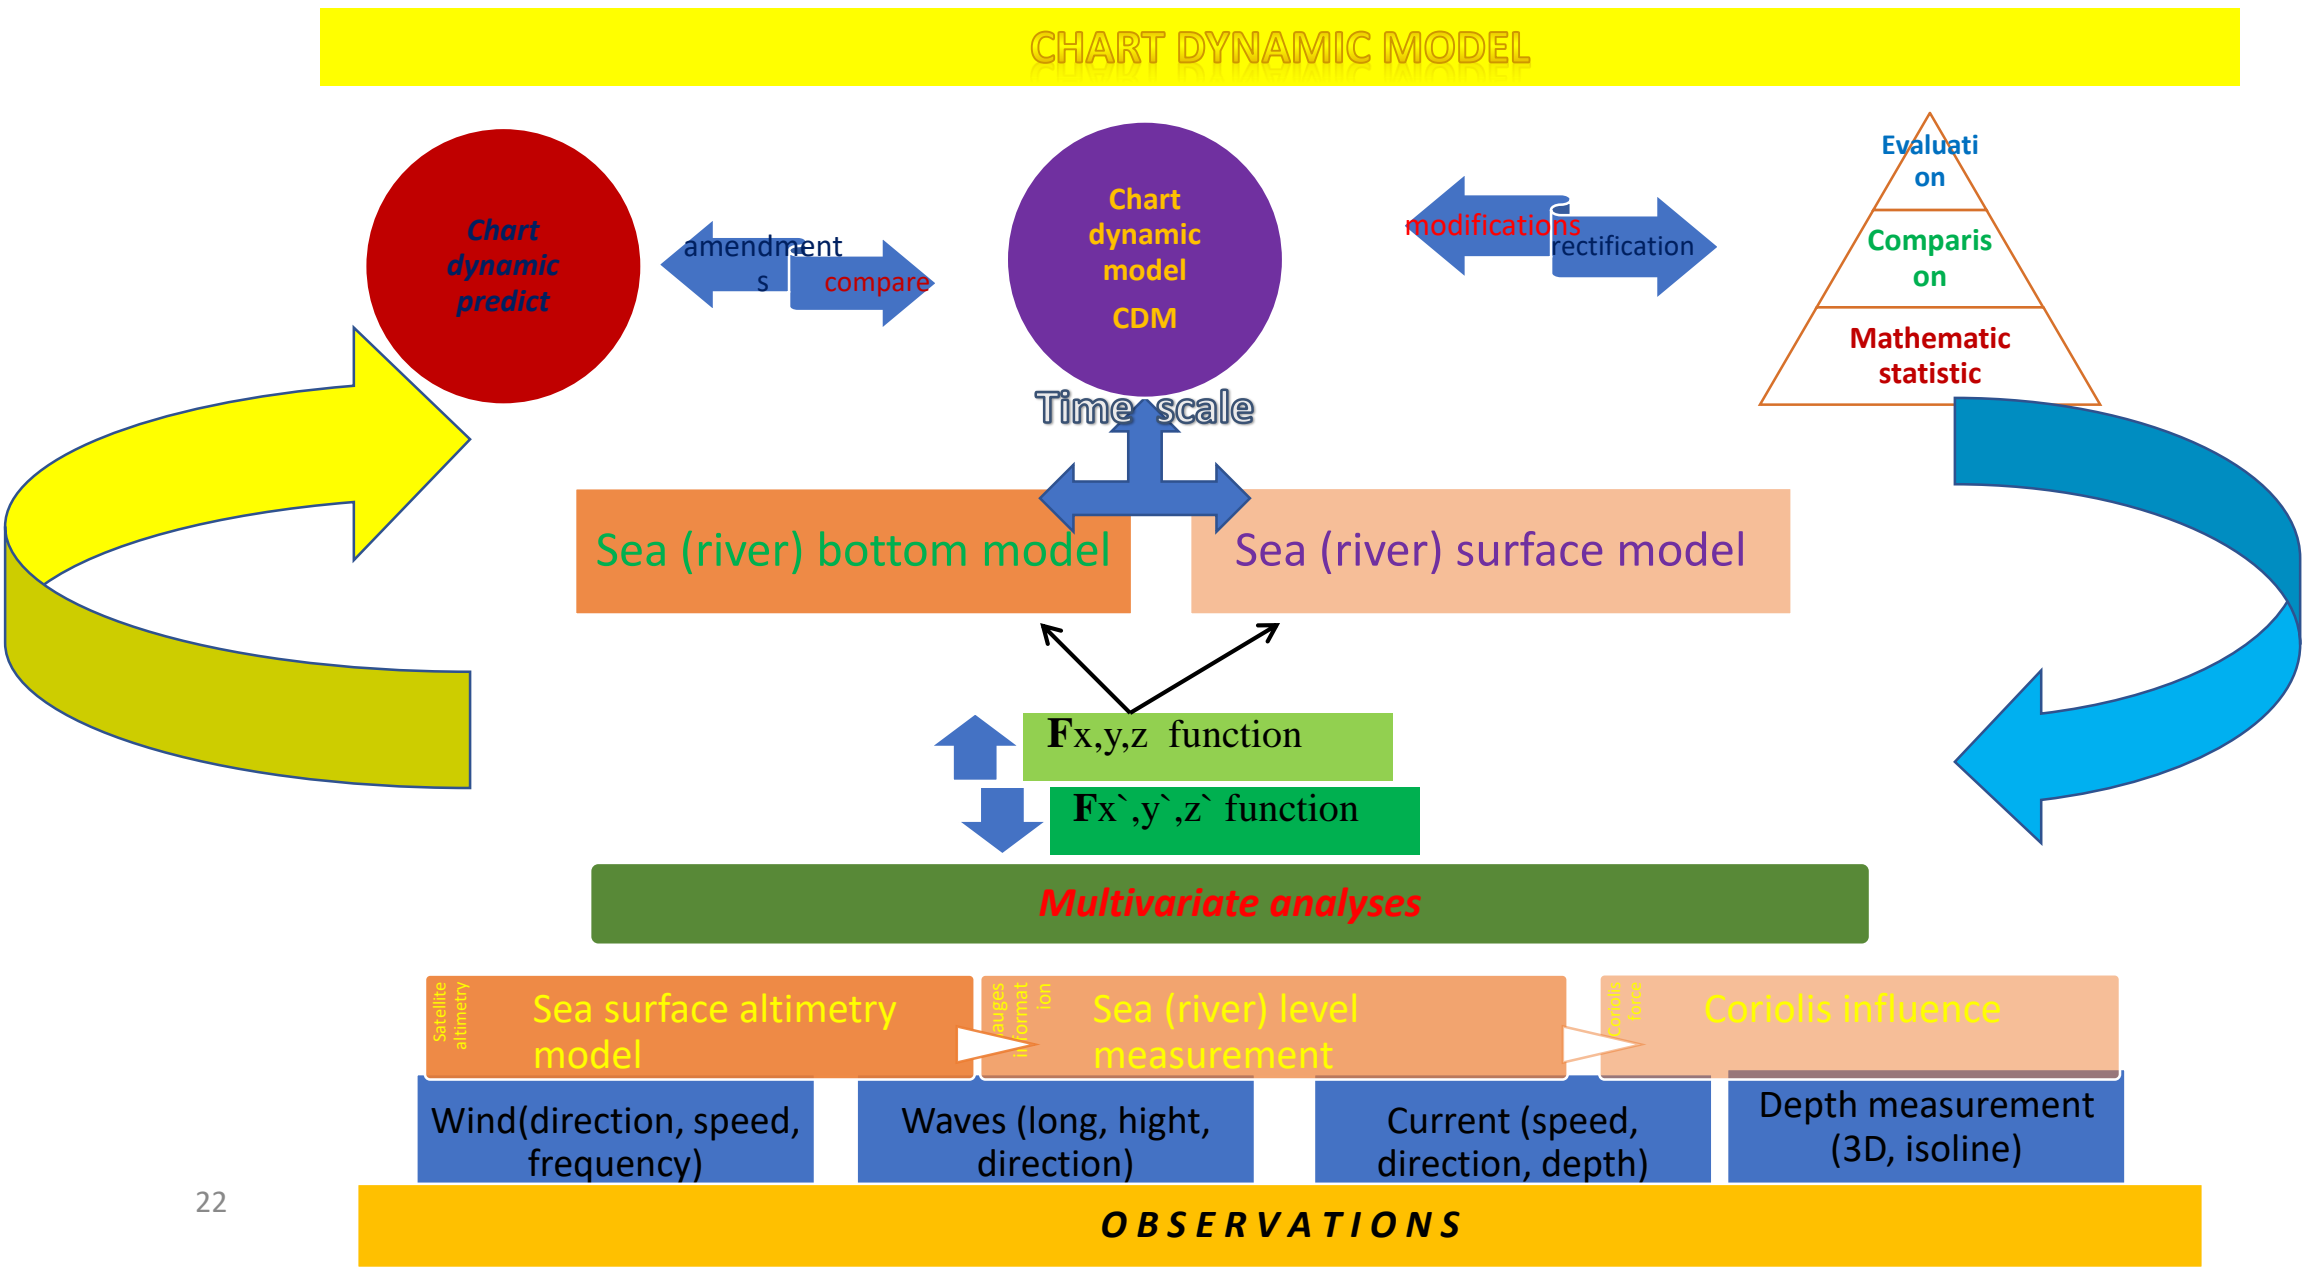 CHART DYNAMIC MODEL
Chart
dynamic
predict
amendment
s
compare
Chart
dynamic
model
CDM
modifications
rectification
Evaluati
on
Comparis
on
Mathematic
statistic
Time scale
Sea (river) bottom model
Sea (river) surface model
Fx,y,z function
Fx`,y`,z` function
Multivariate analyses
Satellite
altimetry
Sea surface altimetry
model
ion
Sea (river) level
measurement
Coriolis
force
Coriolis influence
Wind(direction, speed,
frequency)
Waves (long, hight,
direction)
Current (speed,
direction, depth)
Depth measurement
(3D, isoline)
22
OBSERVATIONS